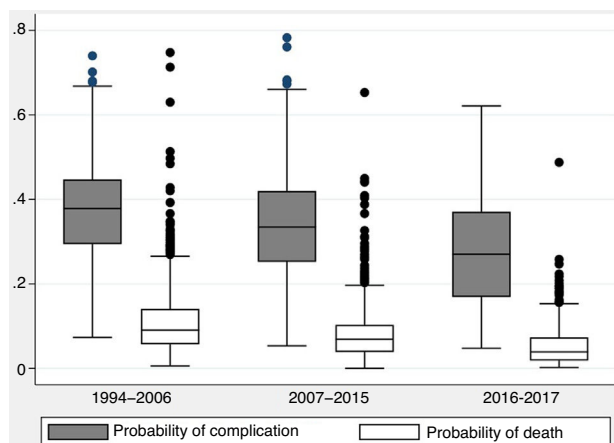 .8
.6
.4
.2
0
1994–2006 2007–2015 2016-2017
Probability of complication Probability of death